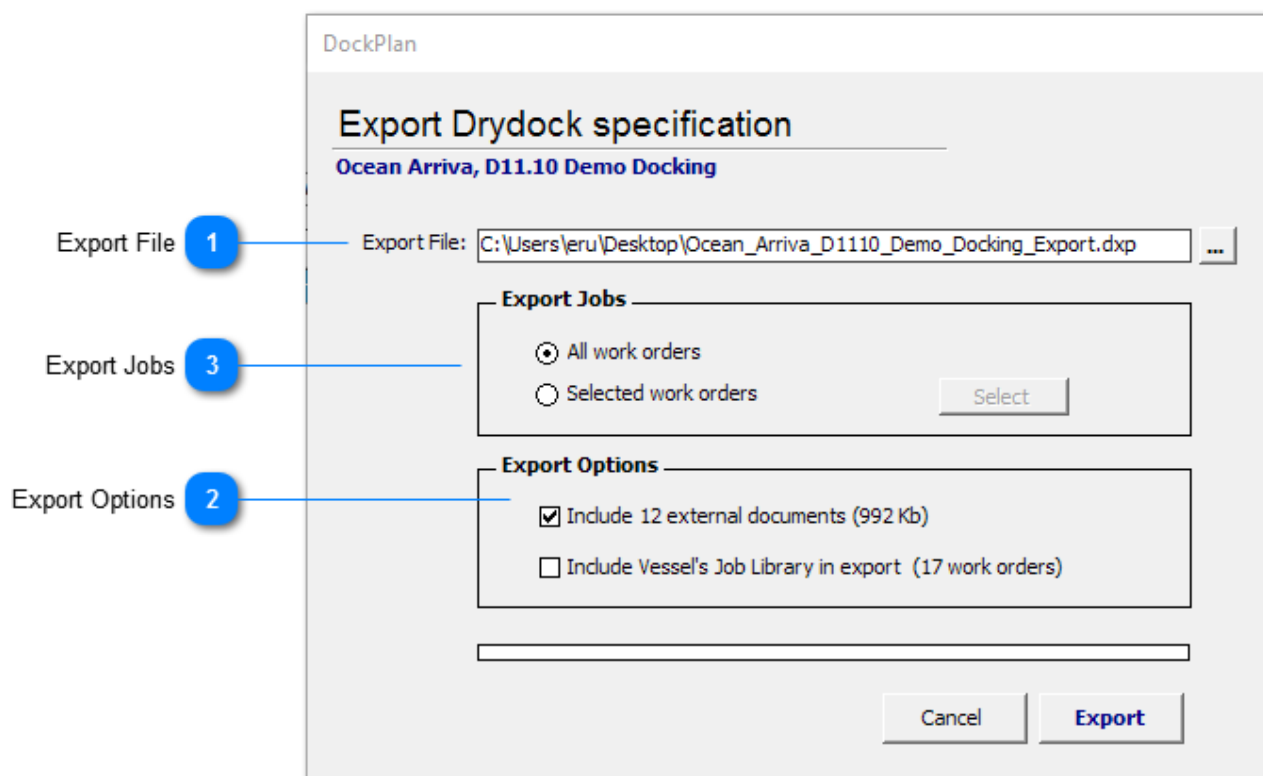 DockPlan
Export Drydock specification
Ocean Arriva, D11.10 Demo Docking
Export File 1 Export File: C:\Users\eru\Desktop\Ocean_Arriva_D1110_Demo_Docking_Export.dxp ...
Export Jobs
All work orders
Export Jobs 3
Selected work orders Select
Export Options
Export Options 2
Include 12 external documents (992 Kb)
Include Vessel's Job Library in export (17 work orders)
Cancel Export